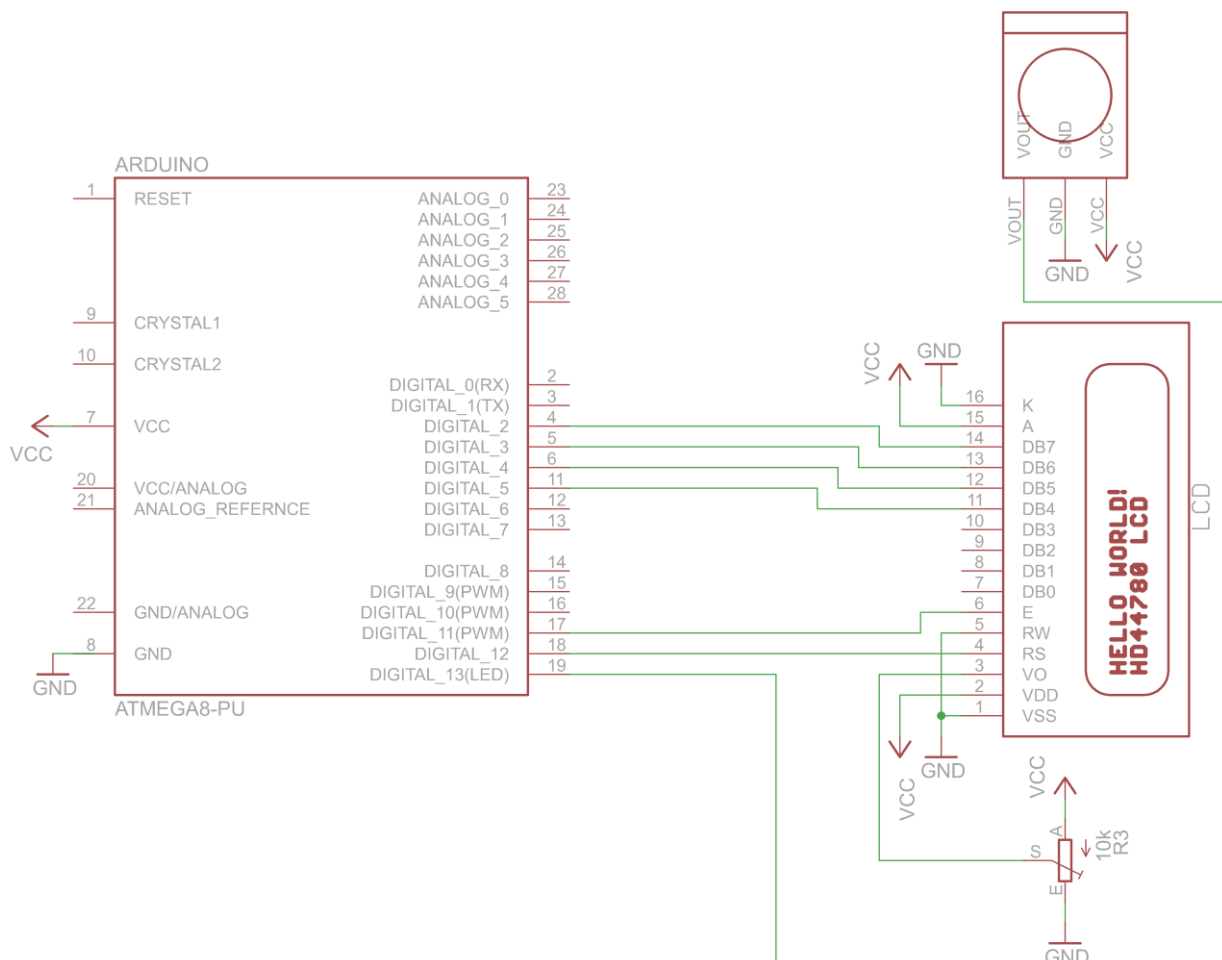 ARDUINO
1 RESET
9 CRYSTAL1
10 CRYSTAL2
7 VCC
VCC
20 VCC/ANALOG
21 ANALOG_REFERNCE
22 GND/ANALOG
8 GND
GND
ANALOG_0 23
ANALOG_1 24
ANALOG_2 25
ANALOG_3 26
ANALOG_4 27
ANALOG_5 28
DIGITAL_0(RX) 2
DIGITAL_1(TX) 3
DIGITAL_2 4
DIGITAL_3 5
DIGITAL_4 6
DIGITAL_5 11
DIGITAL_6 12
DIGITAL_7 13
DIGITAL_8 14
DIGITAL_9(PWM) 15
DIGITAL_10(PWM) 16
DIGITAL_11(PWM) 17
DIGITAL_12 18
DIGITAL_13(LED) 19
ATMEGA8-PU
VOUT
GND
VCC
VOUT
GND
VCC
GND
VCC
VCC
GND
16 K
15 A
14 DB7
13 DB6
12 DB5
11 DB4
10 DB3
9 DB2
8 DB1
7 DB0
6 E
5 RW
4 RS
3 VO
2 VDD
1 VSS
HELLO WORLD!
HD44780 LCD
LCD
VCC
GND
VCC
A
S
E
10k
R3
GND